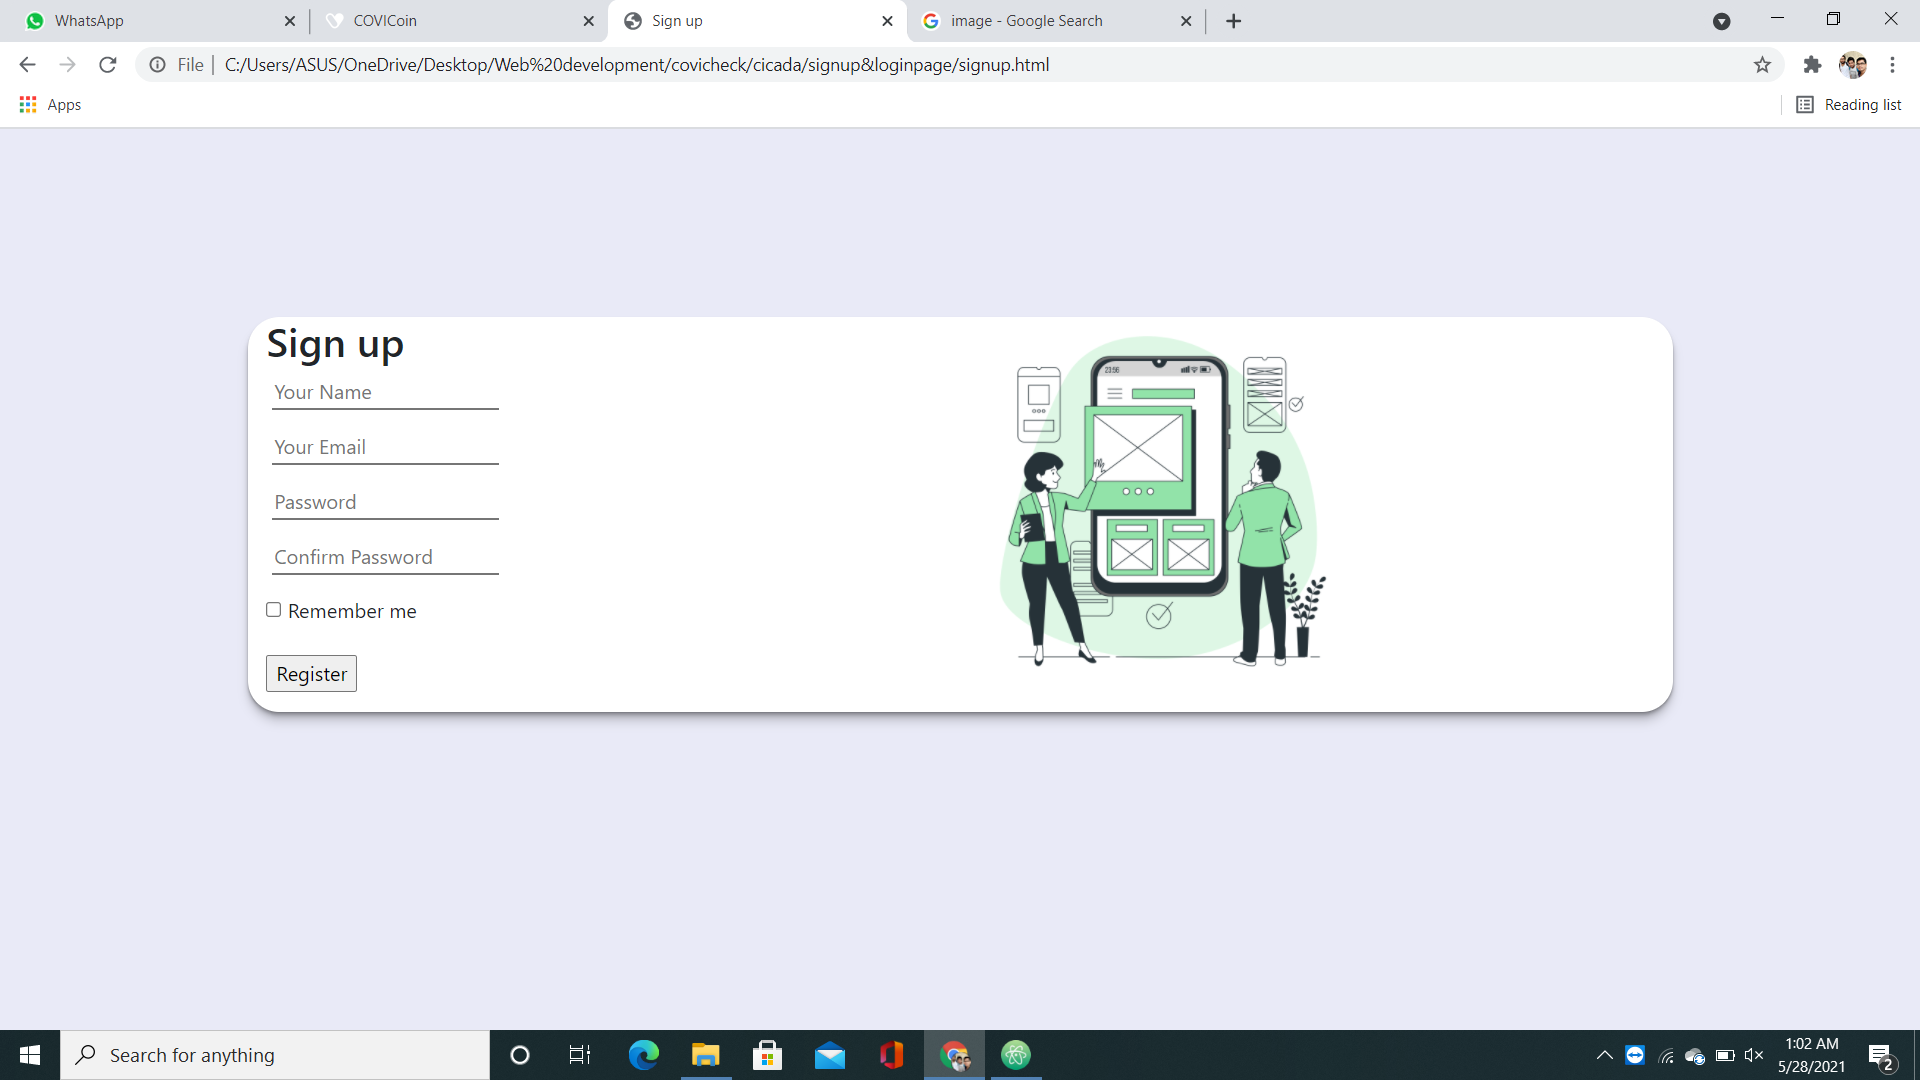 WhatsApp
COVICoin
Sign up
image - Google Search
File
C:/Users/ASUS/OneDrive/Desktop/Web%20development/covicheck/cicada/signup&loginpage/signup.html
Apps
Reading list
Sign up
Your Name
Your Email
Password
Confirm Password
Remember me
Register
23:56
Search for anything
1:02 AM
5/28/2021
2